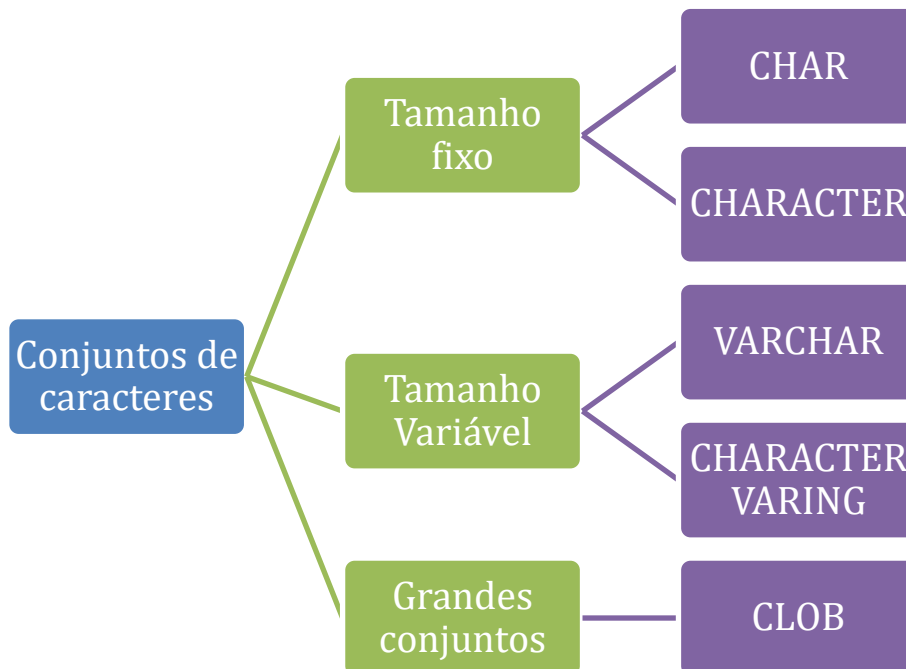 Conjuntos de
caracteres
Tamanho
fixo
CHAR
CHARACTER
Tamanho
Variável
VARCHAR
CHARACTER
VARING
Grandes
conjuntos
CLOB